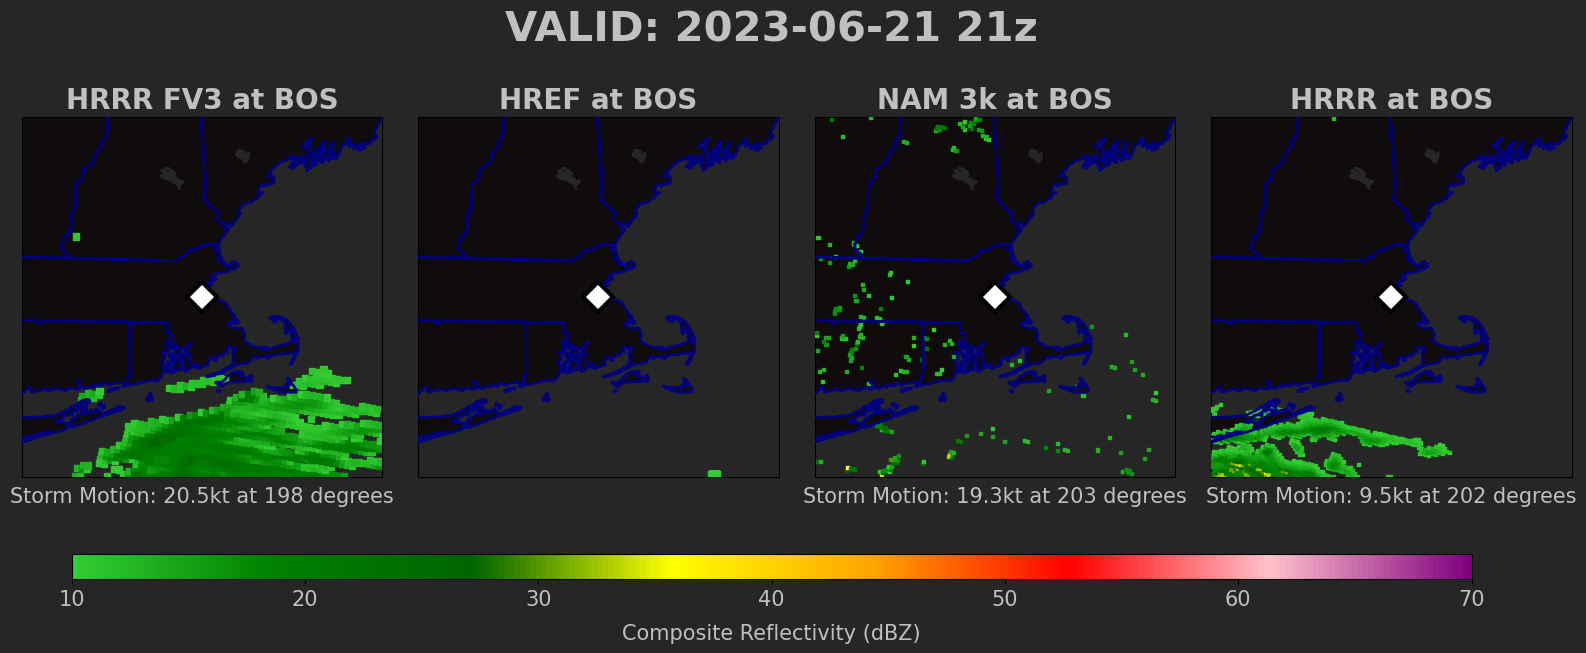 VALID: 2023-06-21 21z
HRRR FV3 at BOS
HREF at BOS
NAM 3k at BOS
HRRR at BOS
Storm Motion: 20.5kt at 198 degrees
Storm Motion: 19.3kt at 203 degrees
Storm Motion: 9.5kt at 202 degrees
10 20 30 40 50 60 70
Composite Reflectivity (dBZ)